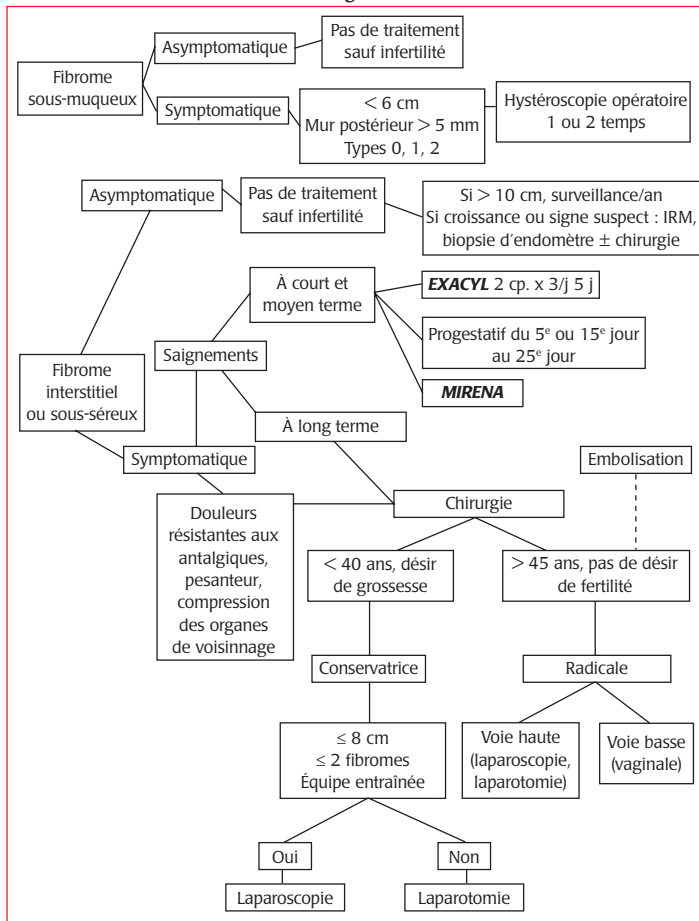 Asymptomatique
Pas de traitement
sauf infertilité
Fibrome
sous-muqueux
Symptomatique
< 6 cm
Mur postérieur > 5 mm
Types 0, 1, 2
Hystéroscopie opératoire
1 ou 2 temps
Asymptomatique
Pas de traitement
sauf infertilité
Si > 10 cm, surveillance/an
Si croissance ou signe suspect : IRM,
biopsie d'endomètre ± chirurgie
À court et
moyen terme
EXACYL 2 cp. x 3/j 5 j
Progestatif du 5e ou 15e jour
au 25e jour
MIRENA
Saignements
Fibrome
interstitiel
ou sous-séreux
À long terme
Symptomatique
Embolisation
Douleurs
résistantes aux
antalgiques,
pesanteur,
compression
des organes
de voisinnage
Chirurgie
< 40 ans, désir
de grossesse
> 45 ans, pas de désir
de fertilité
Conservatrice
Radicale
≤ 8 cm
≤ 2 fibromes
Équipe entraînée
Voie haute
(laparoscopie,
laparotomie)
Voie basse
(vaginale)
Oui
Non
Laparoscopie
Laparotomie